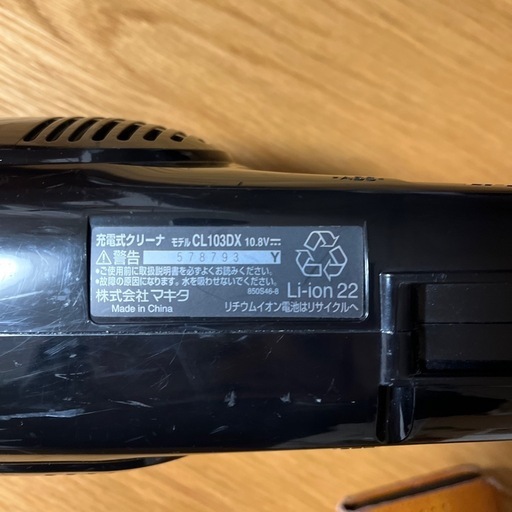 充電式クリーナ モデル CL103DX 10.8V
警告 578793 Y
•ご使用前に取扱説明書を必ずよくお読みください。
•故障の原因になります。水を吸わせないでください。
株式会社 マキタ 850S46-8
Made in China
Li-ion 22
リチウムイオン電池はリサイクルへ